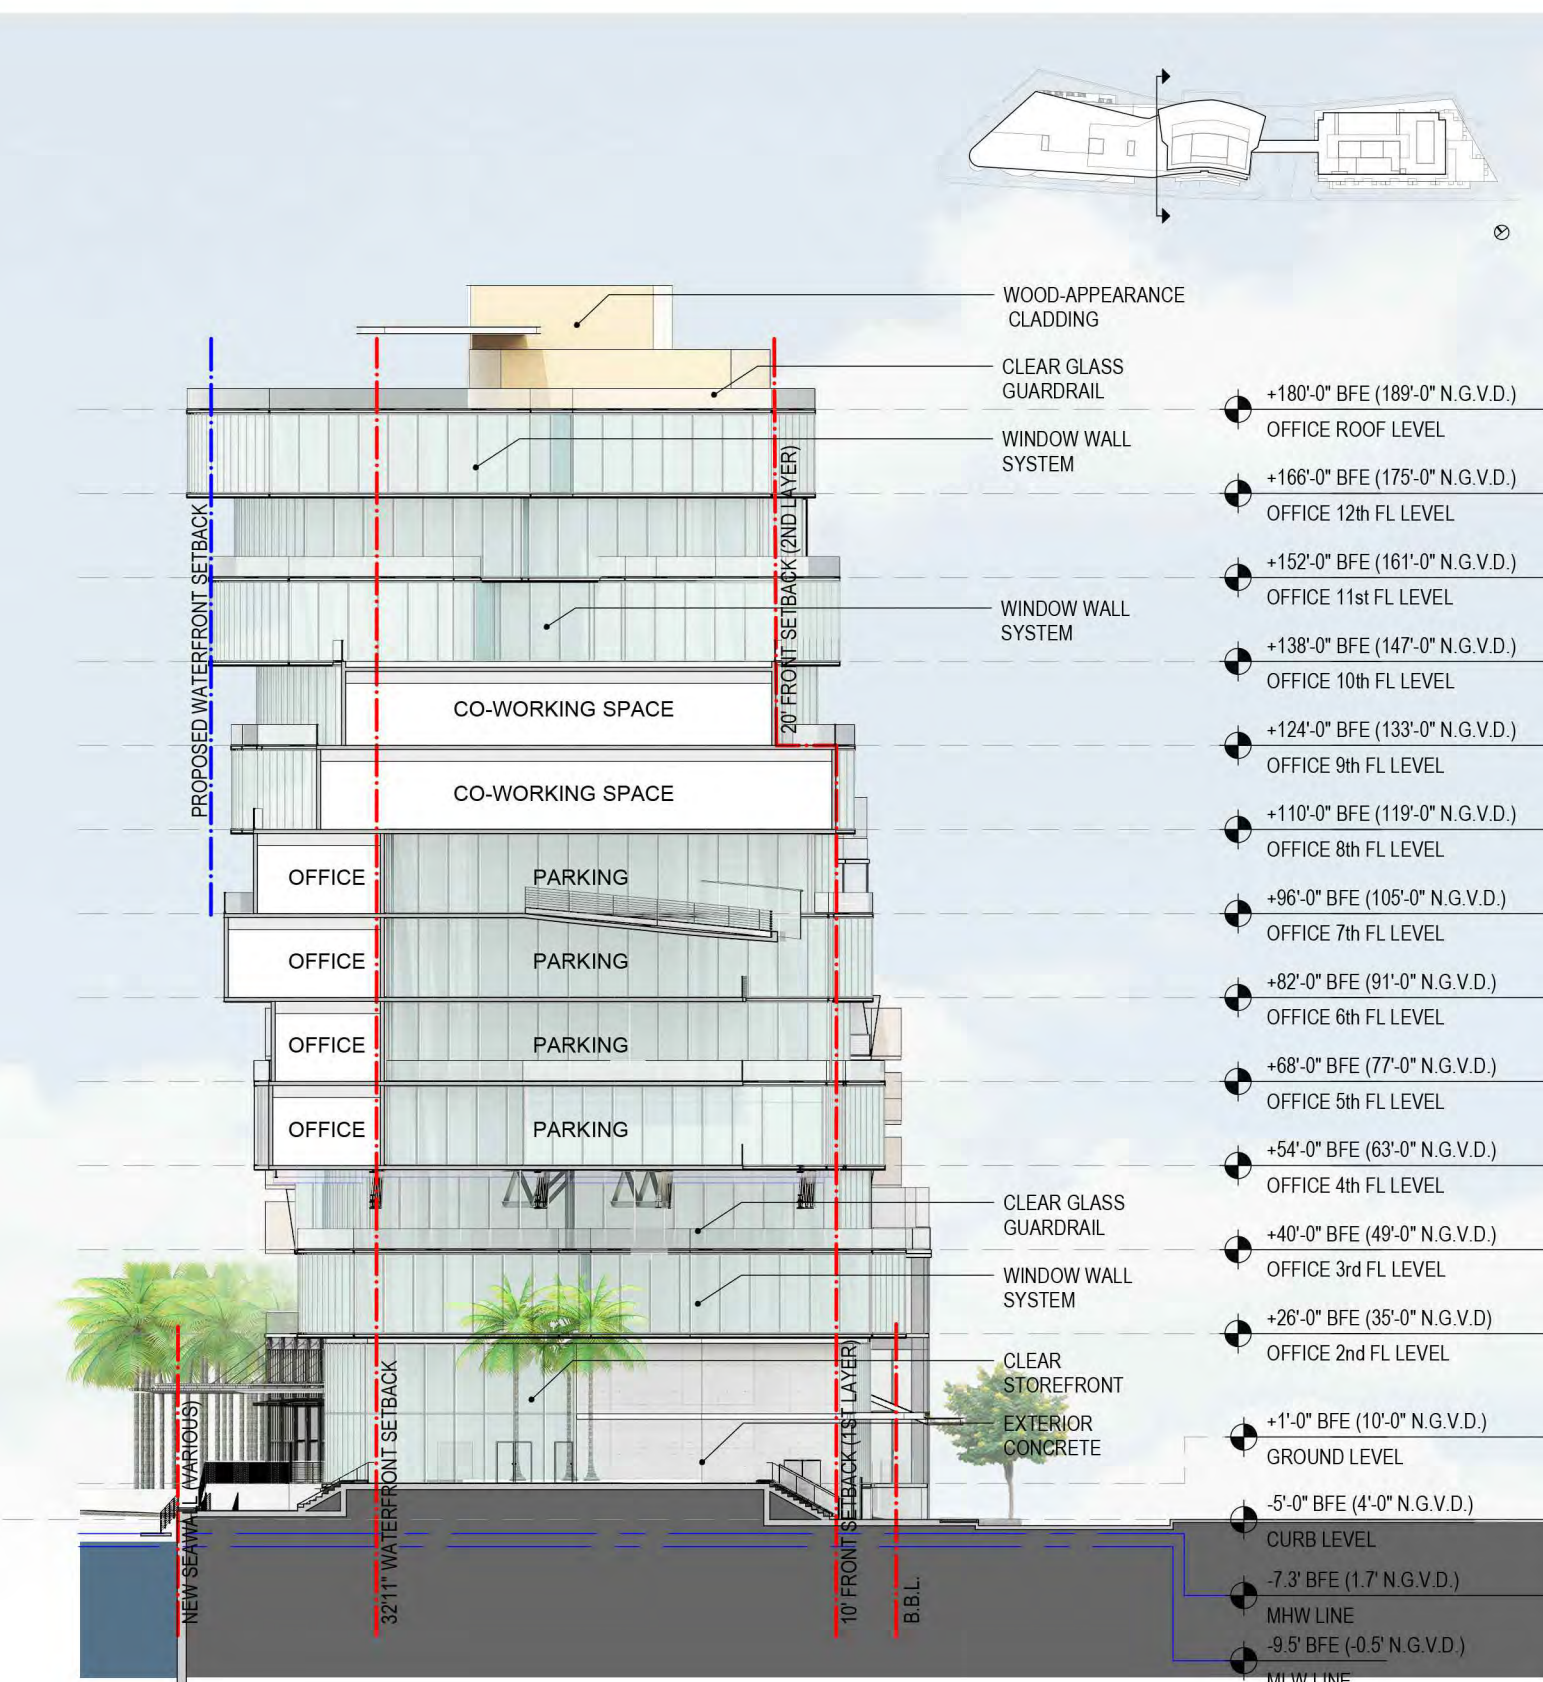 WOOD-APPEARANCE
CLADDING
CLEAR GLASS
GUARDRAIL
WINDOW WALL
SYSTEM
WINDOW WALL
SYSTEM
CLEAR GLASS
GUARDRAIL
WINDOW WALL
SYSTEM
CLEAR
STOREFRONT
EXTERIOR
CONCRETE
+180'-0" BFE (189'-0" N.G.V.D.)
OFFICE ROOF LEVEL
+166'-0" BFE (175'-0" N.G.V.D.)
OFFICE 12th FL LEVEL
+152'-0" BFE (161'-0" N.G.V.D.)
OFFICE 11st FL LEVEL
+138'-0" BFE (147'-0" N.G.V.D.)
OFFICE 10th FL LEVEL
+124'-0" BFE (133'-0" N.G.V.D.)
OFFICE 9th FL LEVEL
+110'-0" BFE (119'-0" N.G.V.D.)
OFFICE 8th FL LEVEL
+96'-0" BFE (105'-0" N.G.V.D.)
OFFICE 7th FL LEVEL
+82'-0" BFE (91'-0" N.G.V.D.)
OFFICE 6th FL LEVEL
+68'-0" BFE (77'-0" N.G.V.D.)
OFFICE 5th FL LEVEL
+54'-0" BFE (63'-0" N.G.V.D.)
OFFICE 4th FL LEVEL
+40'-0" BFE (49'-0" N.G.V.D.)
OFFICE 3rd FL LEVEL
+26'-0" BFE (35'-0" N.G.V.D)
OFFICE 2nd FL LEVEL
+1'-0" BFE (10'-0" N.G.V.D.)
GROUND LEVEL
-5'-0" BFE (4'-0" N.G.V.D.)
CURB LEVEL
-7.3' BFE (1.7' N.G.V.D.)
MHW LINE
-9.5' BFE (-0.5' N.G.V.D.)
MLW LINE
CO-WORKING SPACE
CO-WORKING SPACE
OFFICE PARKING
OFFICE PARKING
OFFICE PARKING
OFFICE PARKING
PROPOSED WATERFRONT SETBACK
20' FRONT SETBACK (2ND LAYER)
NEW SEAWALL (VARIOUS)
32'11" WATERFRONT SETBACK
10' FRONT SETBACK (1ST LAYER)
B.B.L.